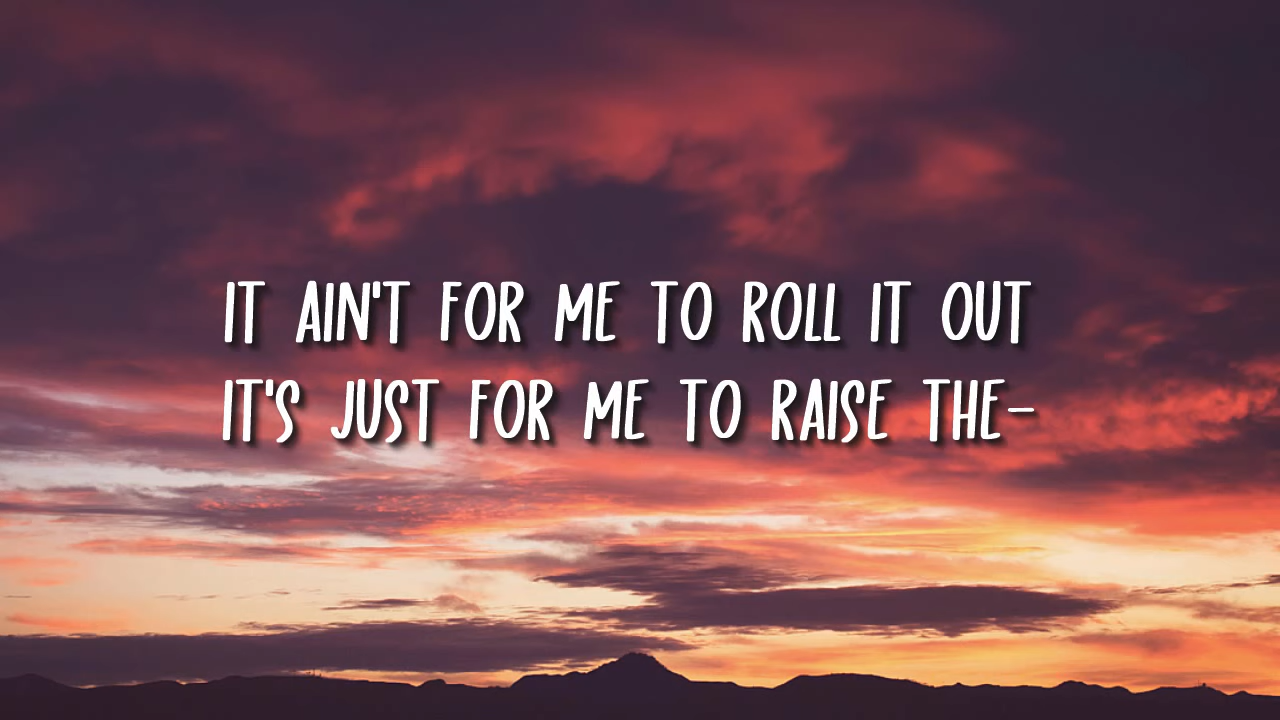 IT AIN'T FOR ME TO ROLL IT OUT
IT'S JUST FOR ME TO RAISE THE-